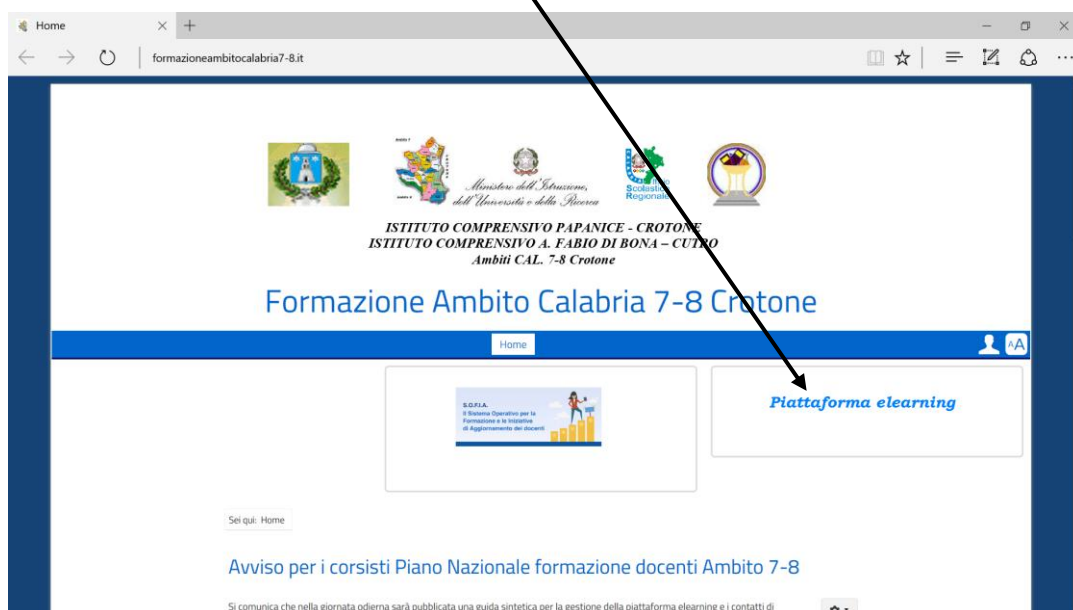 Home
formazioneambitocalabria7-8.it
Ministero dell'Istruzione,
dell'Università e della Ricerca
Scolastico
Regionale
ISTITUTO COMPRENSIVO PAPANICE - CROTONE
ISTITUTO COMPRENSIVO A. FABIO DI BONA – CUTRO
Ambiti CAL. 7-8 Crotone
Formazione Ambito Calabria 7-8 Crotone
Home
AA
S.O.F.I.A.
Il Sistema Operativo per la
Formazione e le Iniziative
di Aggiornamento dei docenti
Piattaforma elearning
Sei qui: Home
Avviso per i corsisti Piano Nazionale formazione docenti Ambito 7-8
Si comunica che nella giornata odierna sarà pubblicata una guida sintetica per la gestione della piattaforma elearning e i contatti di